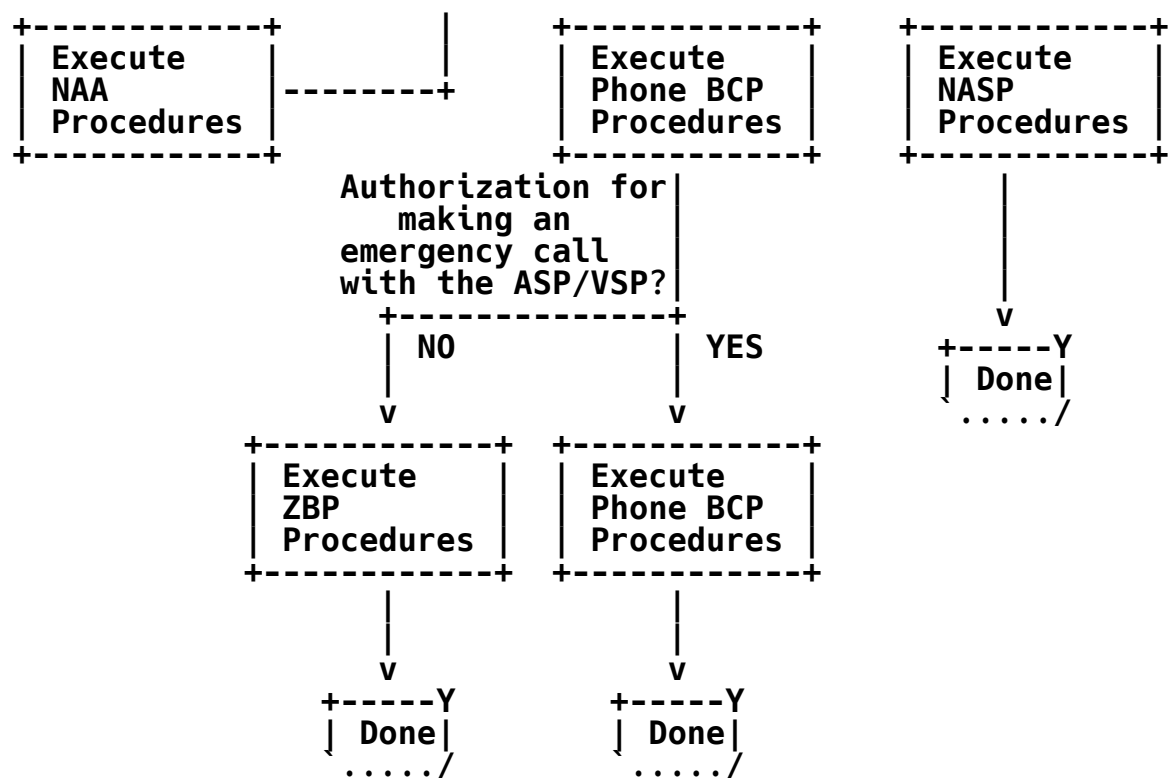 +------------+         |      +------------+    +------------+
| Execute    |         |      | Execute    |    | Execute    |
| NAA        |--------+       | Phone BCP  |    | NASP       |
| Procedures |                | Procedures |    | Procedures |
+------------+                +------------+    +------------+
                 Authorization for|                |
                    making an     |                |
                 emergency call   |                |
                 with the ASP/VSP?|                |
                   +--------------+                v
                   | NO           | YES         +-----Y
                   |              |             | Done|
                   v              v             `...../
            +------------+  +------------+
            | Execute    |  | Execute    |
            | ZBP        |  | Phone BCP  |
            | Procedures |  | Procedures |
            +------------+  +------------+
                   |              |
                   |              |
                   v              v
                +-----Y        +-----Y
                | Done|        | Done|
                `...../        `...../